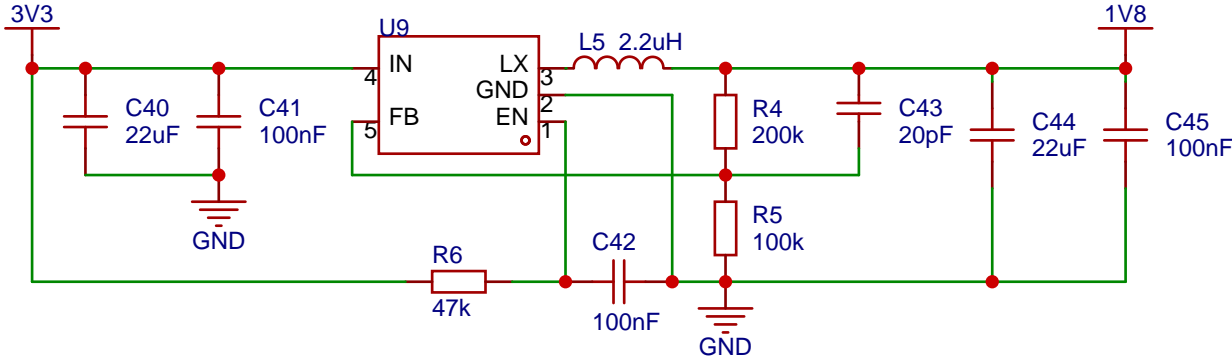 3V3
1V8
U9
L5 2.2uH
IN
4
LX
3
GND
2
FB
5
EN
1
C40
22uF
C41
100nF
R4
200k
C43
20pF
C44
22uF
C45
100nF
GND
R5
100k
R6
47k
C42
100nF
GND